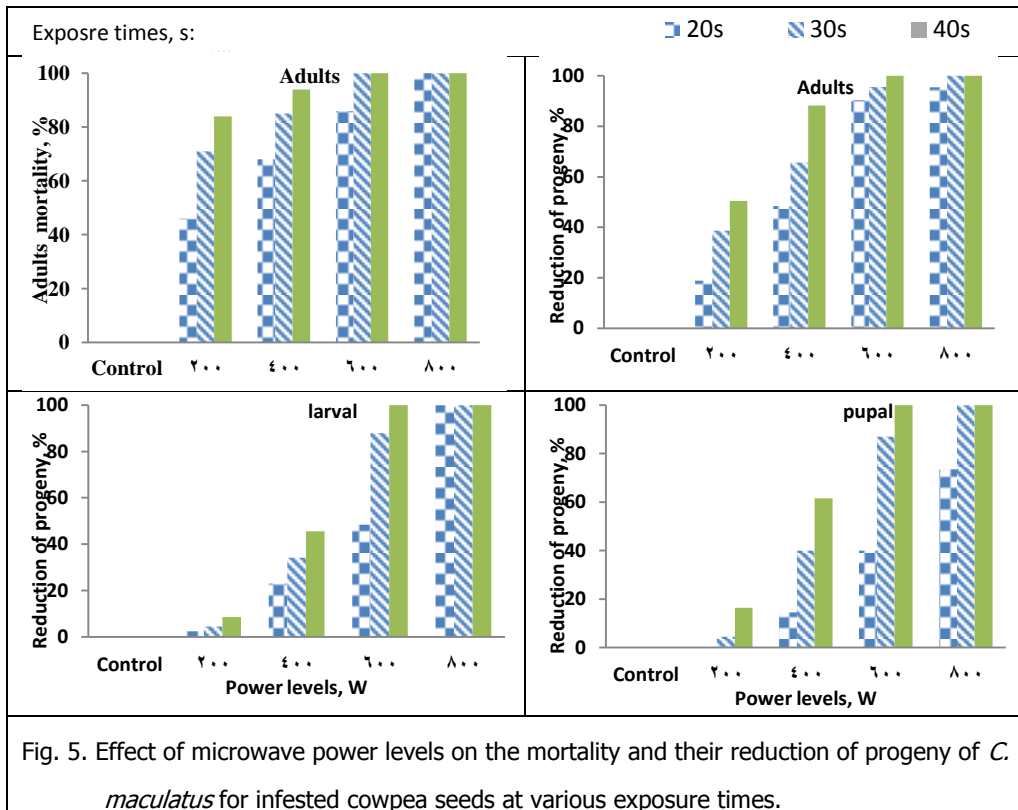 Exposre times, s:
20s 30s 40s
Adults
Adults mortality, %
100
80
60
40
20
0
Control ٢٠٠ ٤٠٠ ٦٠٠ ٨٠٠
Adults
Reduction of progeny, %
100
80
60
40
20
0
Control ٢٠٠ ٤٠٠ ٦٠٠ ٨٠٠
larval
Reduction of progeny, %
100
80
60
40
20
0
Control ٢٠٠ ٤٠٠ ٦٠٠ ٨٠٠
Power levels, W
pupal
Reduction of progeny, %
100
80
60
40
20
0
Control ٢٠٠ ٤٠٠ ٦٠٠ ٨٠٠
Power levels, W
Fig. 5. Effect of microwave power levels on the mortality and their reduction of progeny of C.
maculatus for infested cowpea seeds at various exposure times.